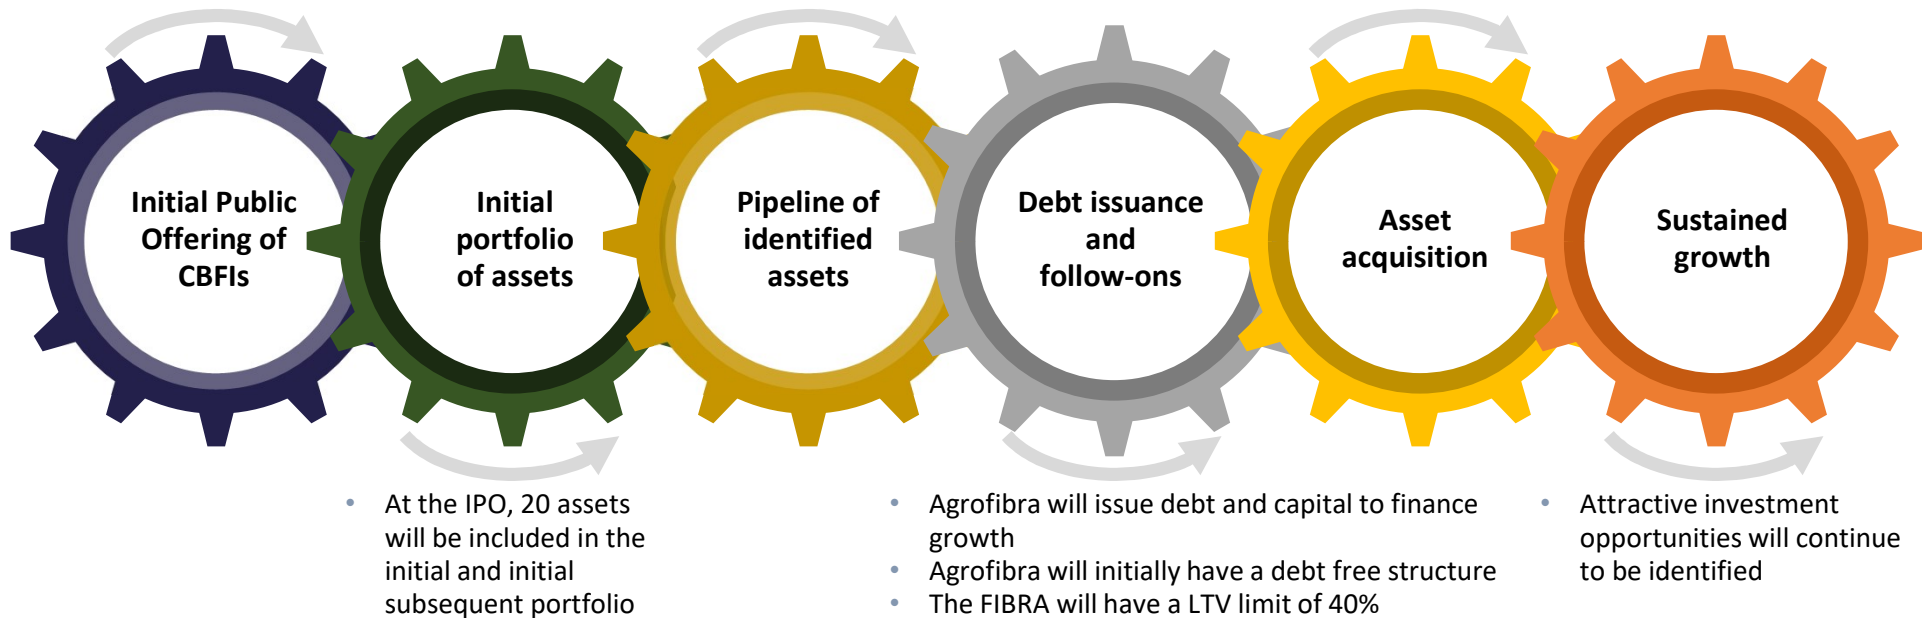 Initial Public
Offering of
CBFIs
Initial
portfolio
of assets
Pipeline of
identified
assets
Debt issuance
and
follow-ons
Asset
acquisition
Sustained
growth
• At the IPO, 20 assets
will be included in the
initial and initial
subsequent portfolio
• Agrofibra will issue debt and capital to finance
growth
• Agrofibra will initially have a debt free structure
• The FIBRA will have a LTV limit of 40%
• Attractive investment
opportunities will continue
to be identified